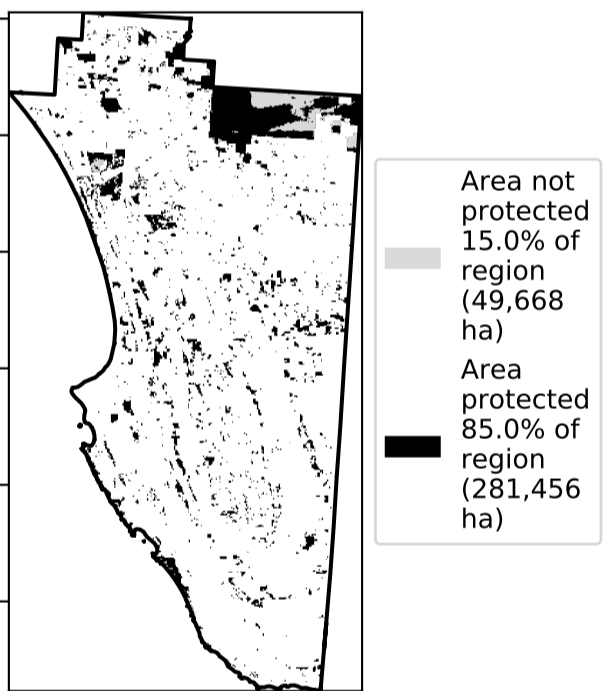 Area not
protected
15.0% of
region
(49,668
ha)
Area
protected
85.0% of
region
(281,456
ha)